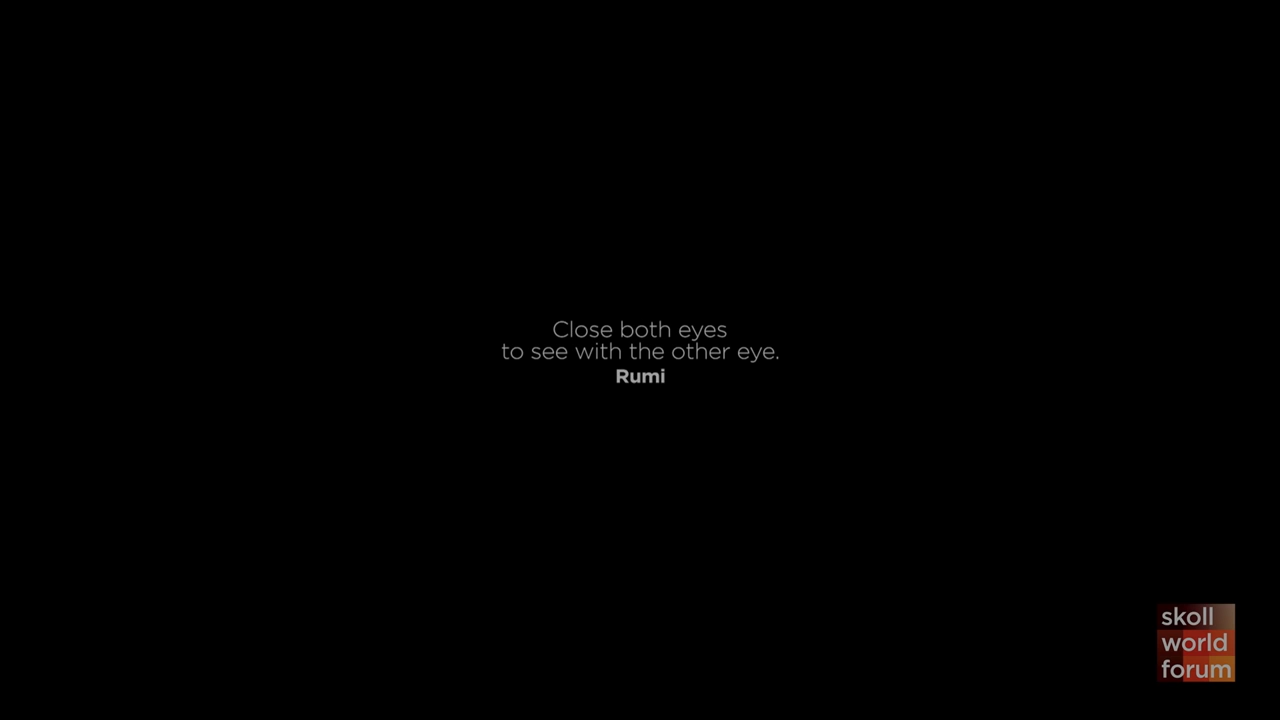 Close both eyes
to see with the other eye.
Rumi
skoll
world
forum